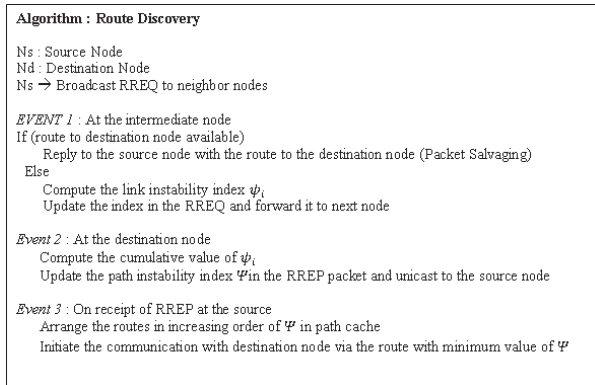 Algorithm : Route Discovery
Ns : Source Node
Nd : Destination Node
Ns → Broadcast RREQ to neighbor nodes
EVENT 1 : At the intermediate node
If (route to destination node available)
Reply to the source node with the route to the destination node (Packet Salvaging)
Else
Compute the link instability index ψi
Update the index in the RREQ and forward it to next node
Event 2 : At the destination node
Compute the cumulative value of ψi
Update the path instability index Ψin the RREP packet and unicast to the source node
Event 3 : On receipt of RREP at the source
Arrange the routes in increasing order of Ψ in path cache
Initiate the communication with destination node via the route with minimum value of Ψ